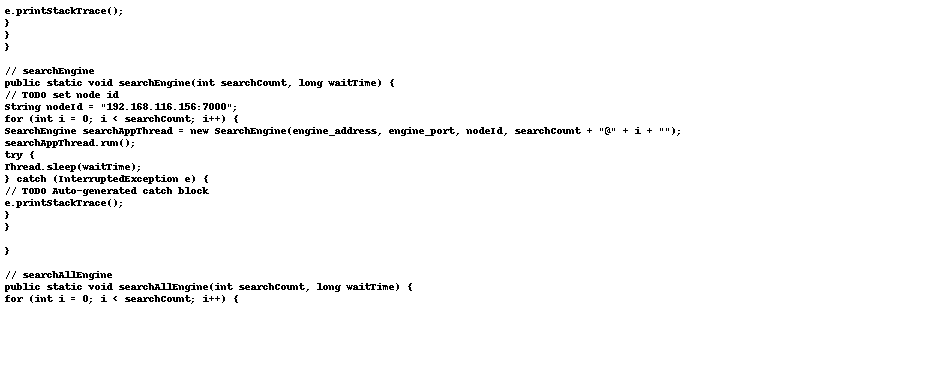 e.printStackTrace();
}
}
}
// searchEngine
public static void searchEngine(int searchCount, long waitTime) {
// TODO set node id
String nodeId = "192.168.116.156:7000";
for (int i = 0; i < searchCount; i++) {
SearchEngine searchAppThread = new SearchEngine(engine_address, engine_port, nodeId, searchCount + "@" + i + "");
searchAppThread.run();
try {
Thread.sleep(waitTime);
} catch (InterruptedException e) {
// TODO Auto-generated catch block
e.printStackTrace();
}
}
}
// searchAllEngine
public static void searchAllEngine(int searchCount, long waitTime) {
for (int i = 0; i < searchCount; i++) {